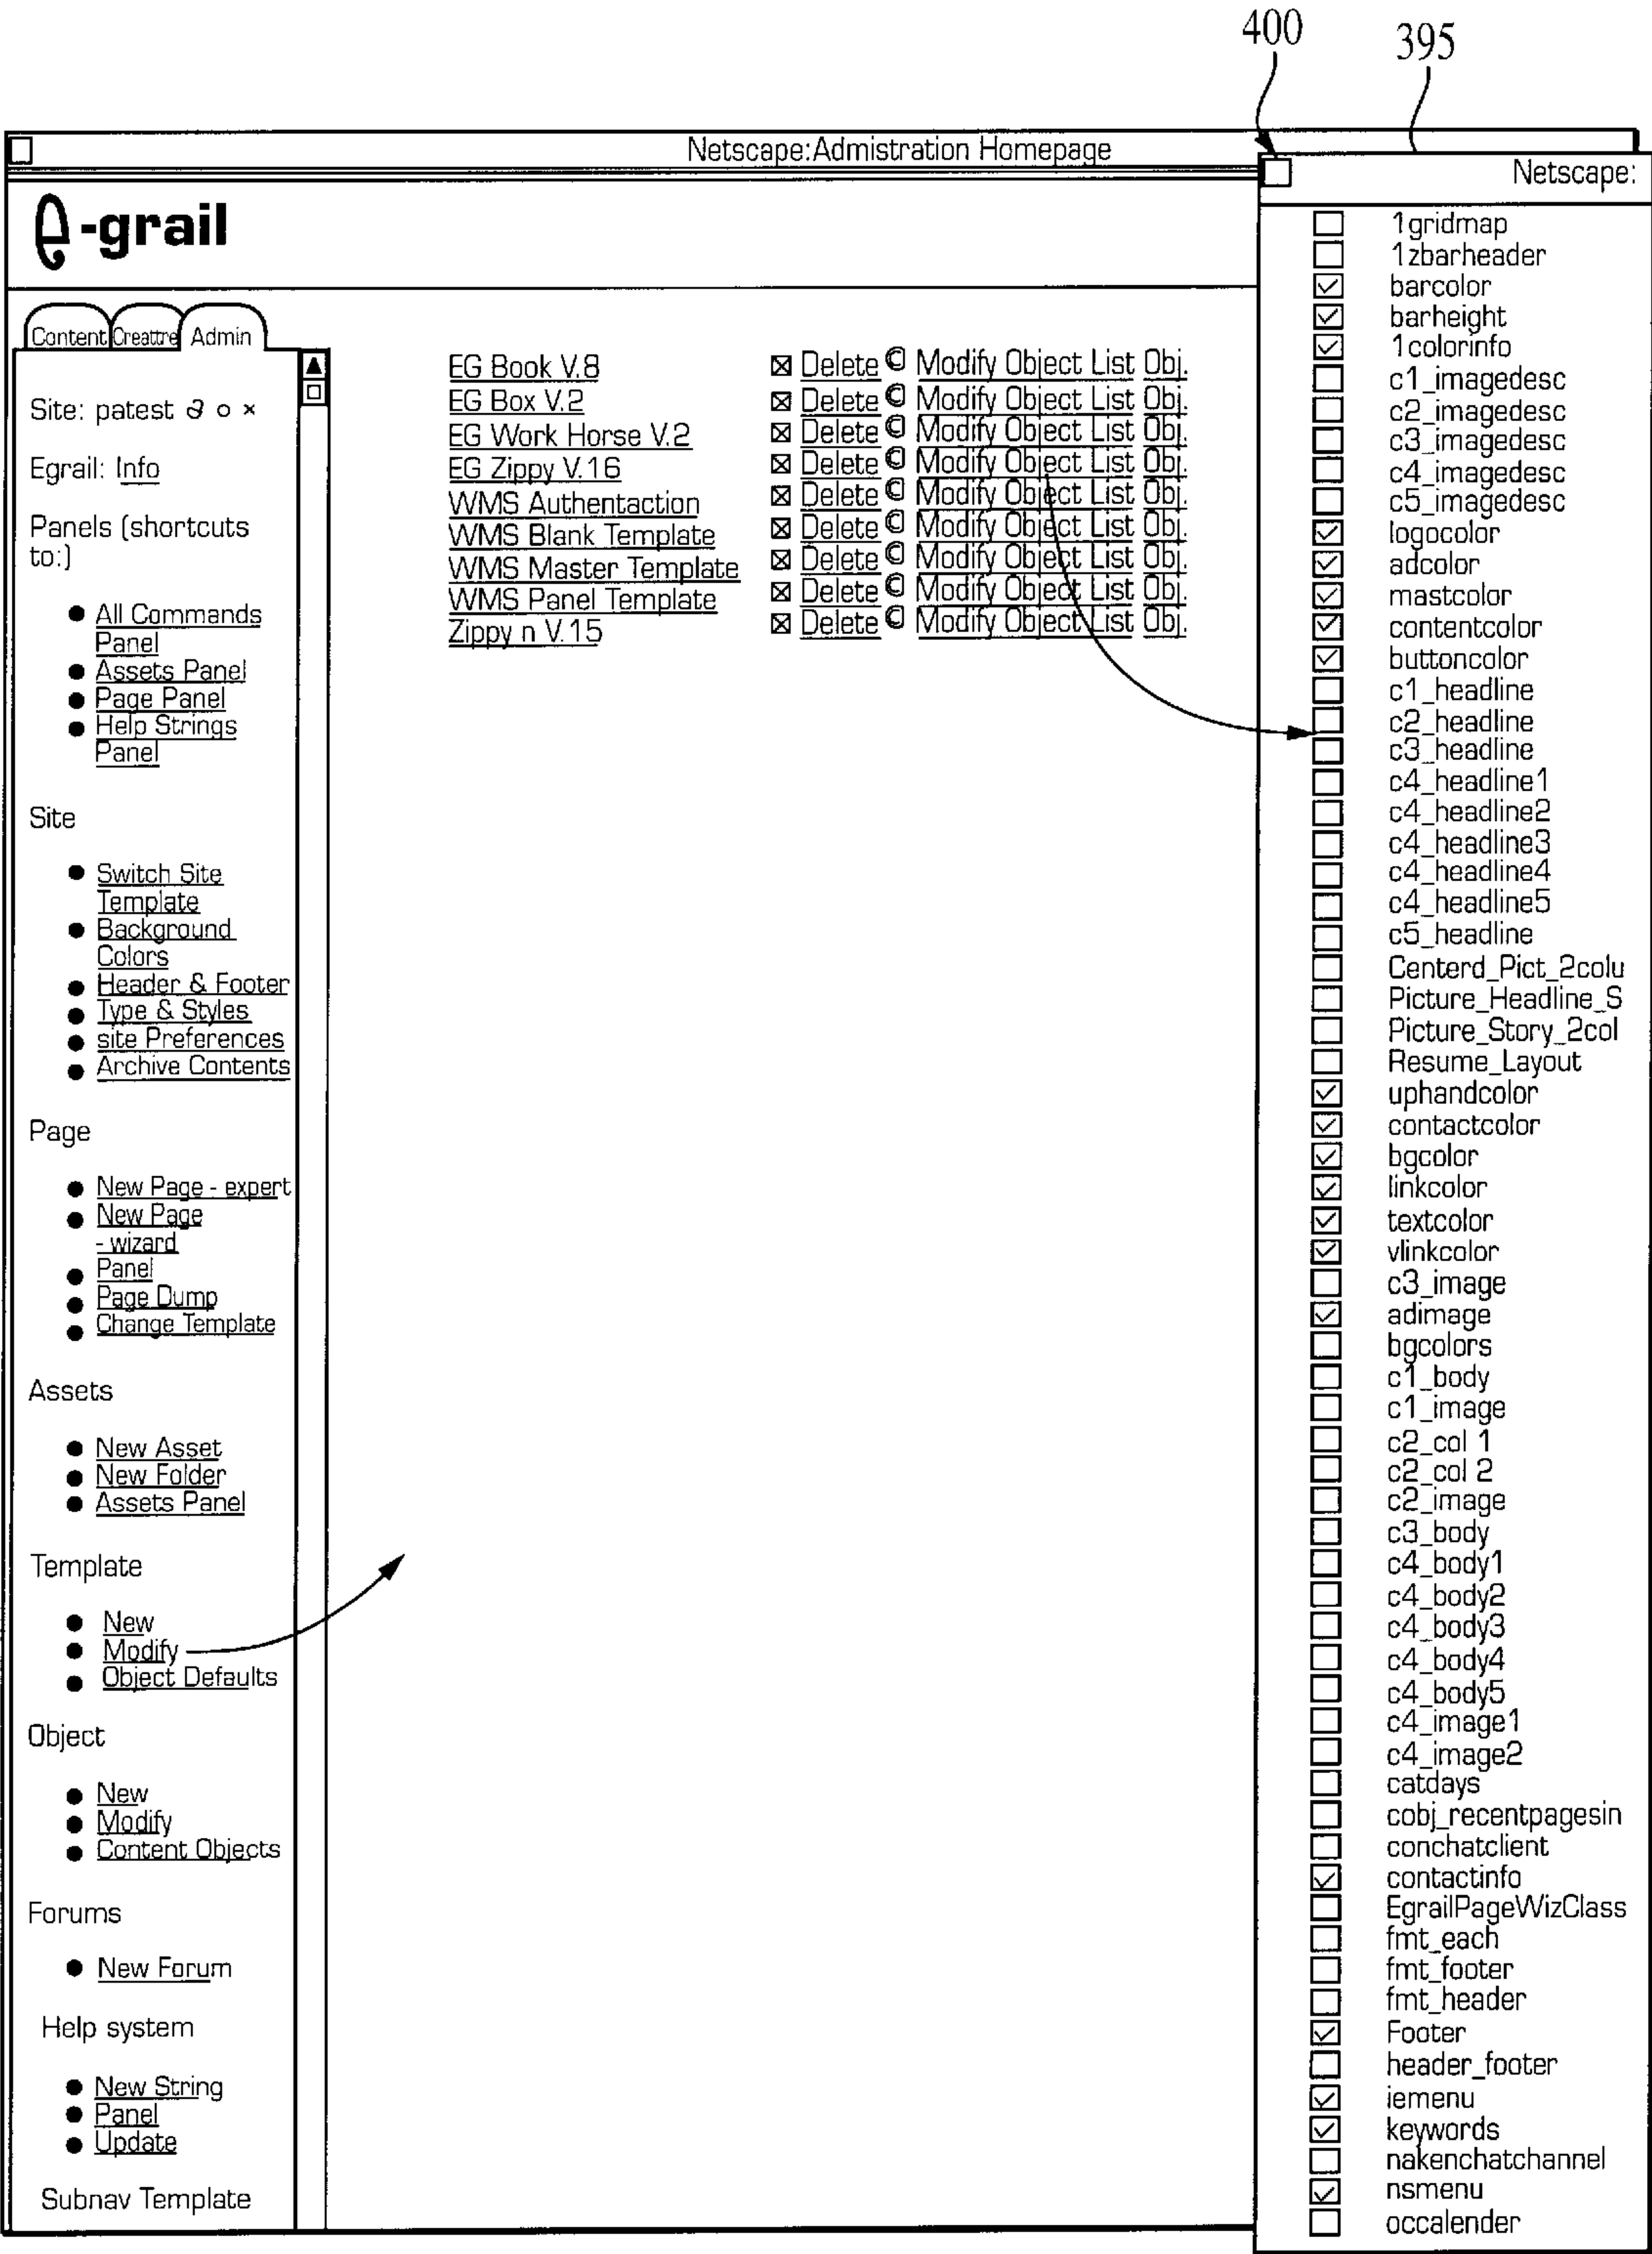 400
395
Netscape:Admistration Homepage
Netscape:
e-grail
Content Creattre Admin
Site: patest
Egrail: Info
Panels (shortcuts
to:)
All Commands
Panel
Assets Panel
Page Panel
Help Strings
Panel
Site
Switch Site
Template
Background
Colors
Header & Footer
Type & Styles
site Preferences
Archive Contents
Page
New Page - expert
New Page
- wizard
Panel
Page Dump
Change Template
Assets
New Asset
New Folder
Assets Panel
Template
New
Modify
Object Defaults
Object
New
Modify
Content Objects
Forums
New Forum
Help system
New String
Panel
Update
Subnav Template
EG Book V.8 Delete © Modify Object List Obj.
EG Box V.2 Delete © Modify Object List Obj.
EG Work Horse V.2 Delete © Modify Object List Obj.
EG Zippy V.16 Delete © Modify Object List Obj.
WMS Authentaction Delete © Modify Object List Obj.
WMS Blank Template Delete © Modify Object List Obj.
WMS Master Template Delete © Modify Object List Obj.
WMS Panel Template Delete © Modify Object List Obj.
Zippy n V.15 Delete © Modify Object List Obj.
1gridmap
1zbarheader
barcolor
barheight
1colorinfo
c1_imagedesc
c2_imagedesc
c3_imagedesc
c4_imagedesc
c5_imagedesc
logocolor
adcolor
mastcolor
contentcolor
buttoncolor
c1_headline
c2_headline
c3_headline
c4_headline1
c4_headline2
c4_headline3
c4_headline4
c4_headline5
c5_headline
Centerd_Pict_2colu
Picture_Headline_S
Picture_Story_2col
Resume_Layout
uphandcolor
contactcolor
bgcolor
linkcolor
textcolor
vlinkcolor
c3_image
adimage
bgcolors
c1_body
c1_image
c2_col 1
c2_col 2
c2_image
c3_body
c4_body1
c4_body2
c4_body3
c4_body4
c4_body5
c4_image1
c4_image2
catdays
cobj_recentpagesin
conchatclient
contactinfo
EgrailPageWizClass
fmt_each
fmt_footer
fmt_header
Footer
header_footer
iemenu
keywords
nakenchatchannel
nsmenu
occalender